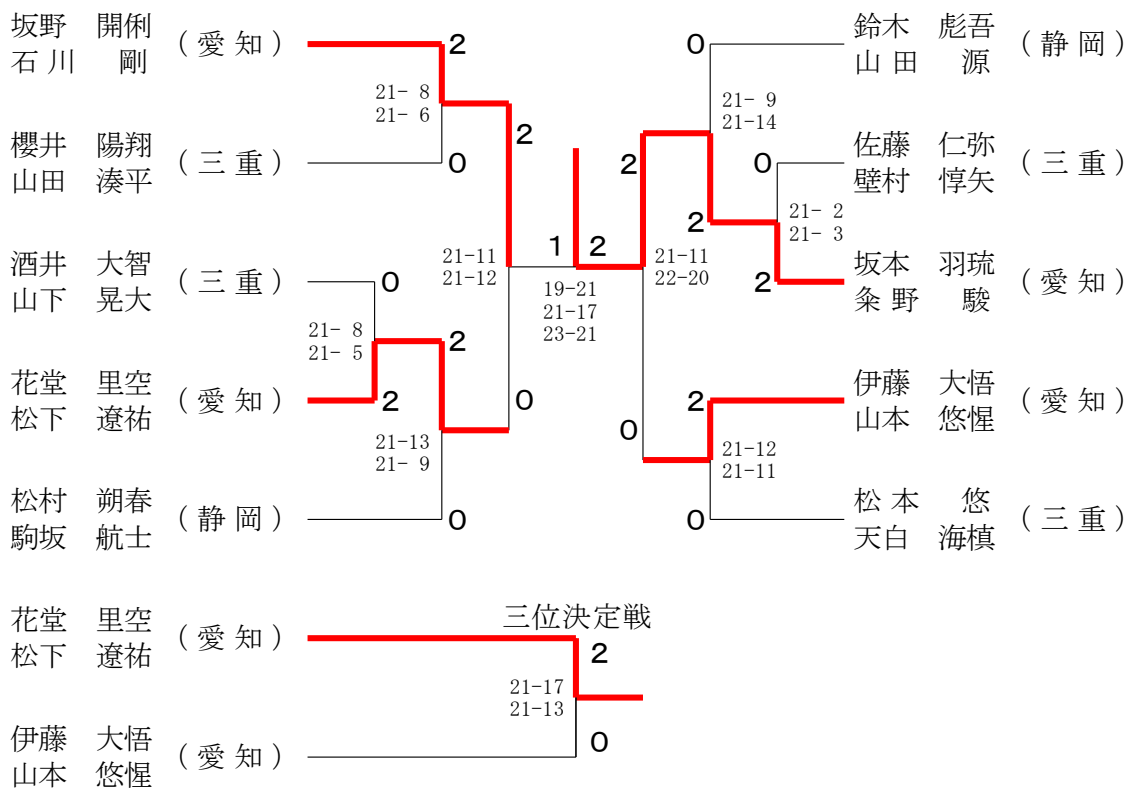 坂野 開俐
石川 剛
(愛知)
2
21- 8
21- 6
櫻井 陽翔
山田 湊平
(三重)
0
2
21-11
21-12
酒井 大智
山下 晃大
(三重)
0
21- 8
21- 5
2
花堂 里空
松下 遼祐
(愛知)
2
0
21-13
21- 9
松村 朔春
駒坂 航士
(静岡)
0
1 2
19-21
21-17
23-21
鈴木 彪吾
山田 源
(静岡)
0
21- 9
21-14
佐藤 仁弥
壁村 惇矢
(三重)
0
2
2
21- 2
21- 3
21-11
22-20
坂本 羽琉
粂野 駿
(愛知)
2
伊藤 大悟
山本 悠惺
(愛知)
2
0
21-12
21-11
松本 悠
天白 海槙
(三重)
0
三位決定戦
花堂 里空
松下 遼祐
(愛知)
2
21-17
21-13
伊藤 大悟
山本 悠惺
(愛知)
0